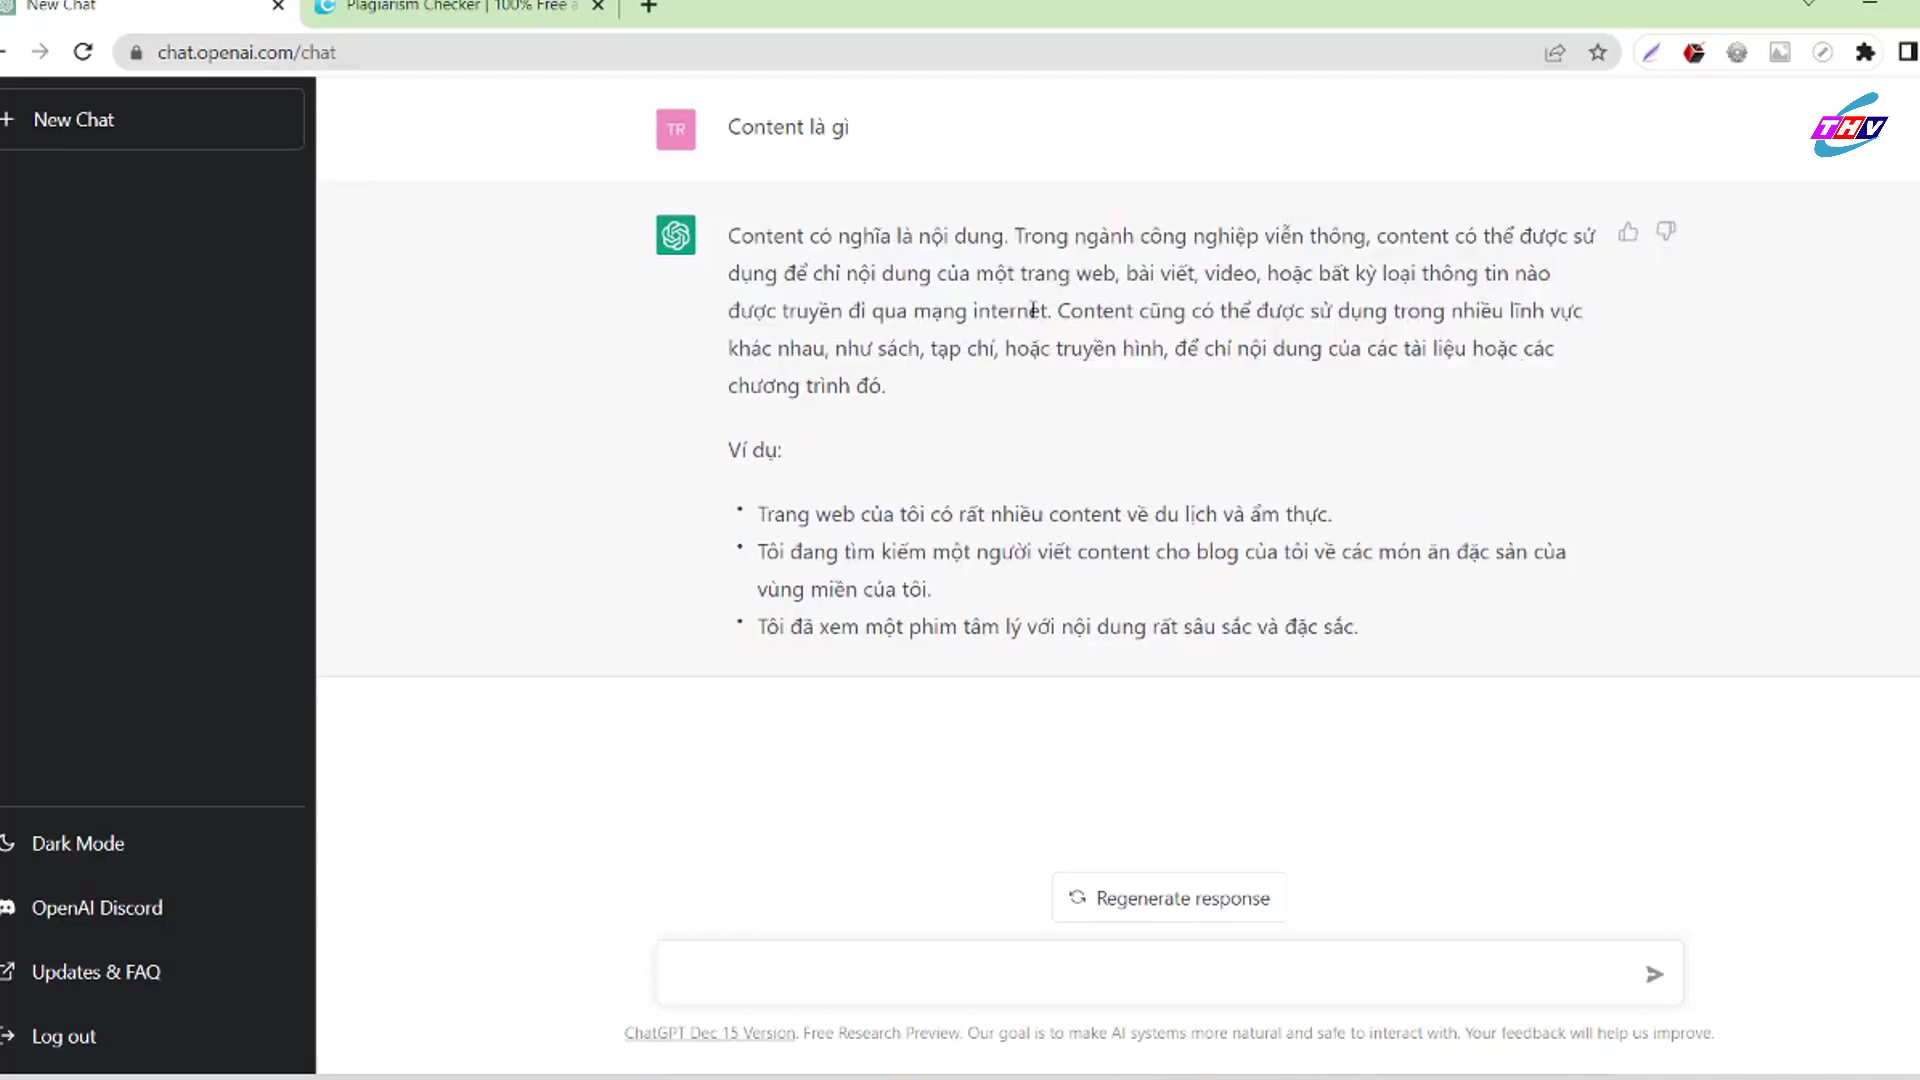 New Chat
Plagiarism Checker | 100% Free a
chat.openai.com/chat
New Chat
TR
Content là gì
THV
Content có nghĩa là nội dung. Trong ngành công nghiệp viễn thông, content có thể được sử
dụng để chỉ nội dung của một trang web, bài viết, video, hoặc bất kỳ loại thông tin nào
được truyền đi qua mạng internet. Content cũng có thể được sử dụng trong nhiều lĩnh vực
khác nhau, như sách, tạp chí, hoặc truyền hình, để chỉ nội dung của các tài liệu hoặc các
chương trình đó.
Ví dụ:
• Trang web của tôi có rất nhiều content về du lịch và ẩm thực.
• Tôi đang tìm kiếm một người viết content cho blog của tôi về các món ăn đặc sản của
vùng miền của tôi.
• Tôi đã xem một phim tâm lý với nội dung rất sâu sắc và đặc sắc.
Dark Mode
OpenAI Discord
Updates & FAQ
Log out
Regenerate response
ChatGPT Dec 15 Version. Free Research Preview. Our goal is to make AI systems more natural and safe to interact with. Your feedback will help us improve.